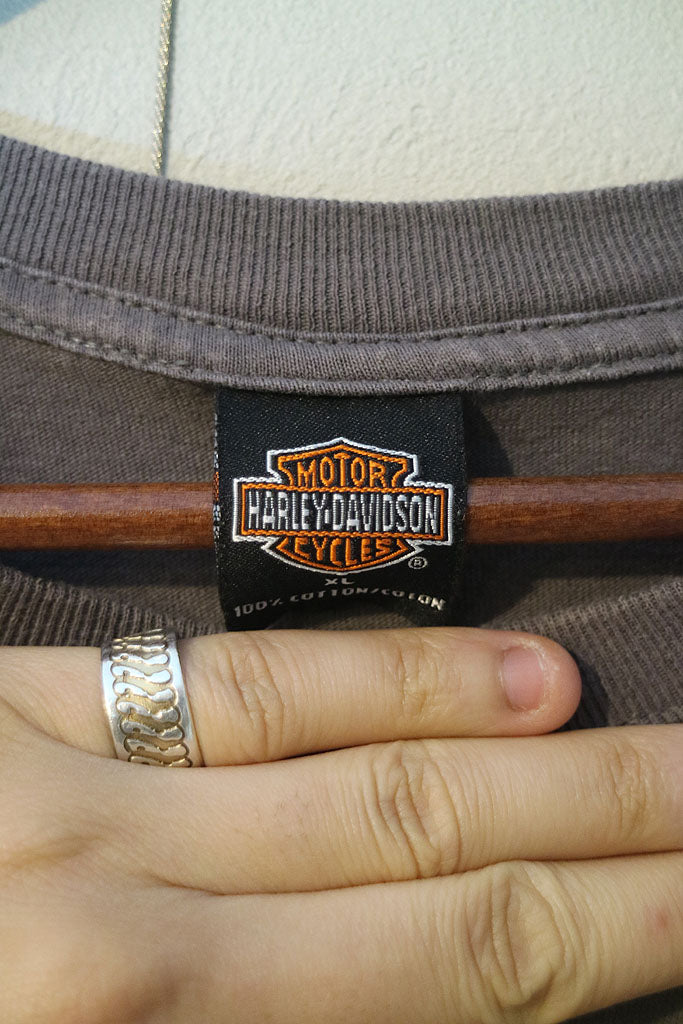 MOTOR
HARLEY-DAVIDSON
CYCLES
®
XL
100% COTTON/COTON